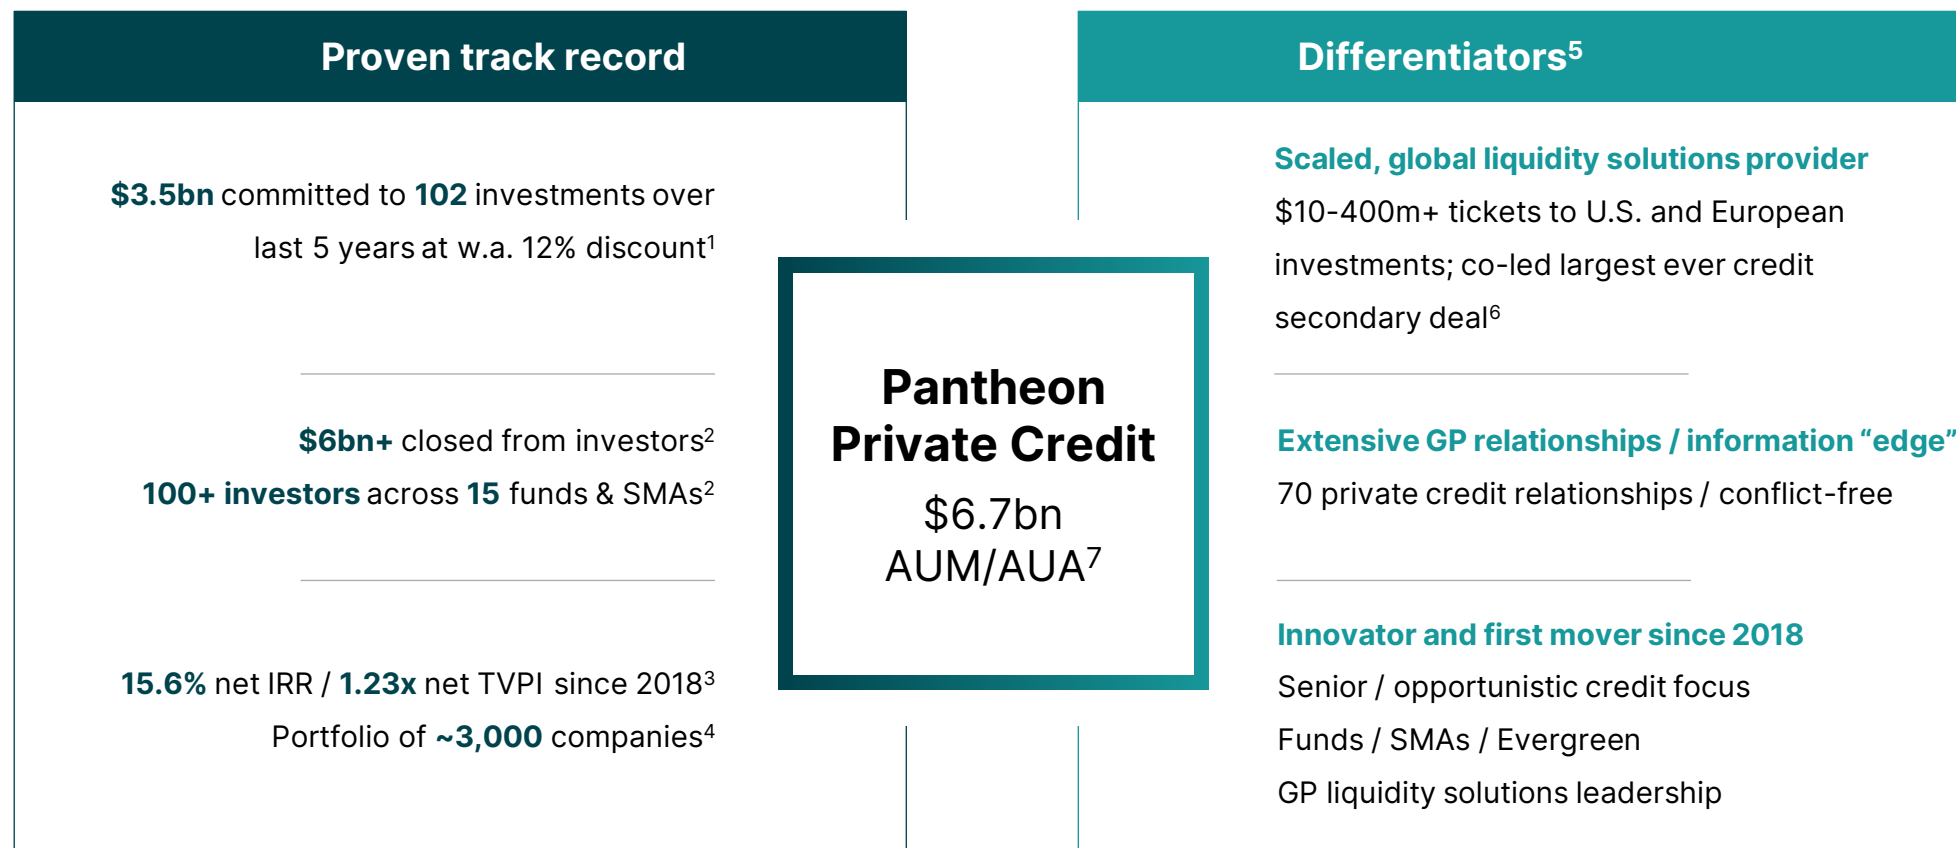 Proven track record
$3.5bn committed to 102 investments over
last 5 years at w.a. 12% discount¹
$6bn+ closed from investors²
100+ investors across 15 funds & SMAs²
15.6% net IRR / 1.23x net TVPI since 2018³
Portfolio of ~3,000 companies⁴
Pantheon
Private Credit
$6.7bn
AUM/AUA⁷
Differentiators⁵
Scaled, global liquidity solutions provider
$10-400m+ tickets to U.S. and European
investments; co-led largest ever credit
secondary deal⁶
Extensive GP relationships / information “edge”
70 private credit relationships / conflict-free
Innovator and first mover since 2018
Senior / opportunistic credit focus
Funds / SMAs / Evergreen
GP liquidity solutions leadership